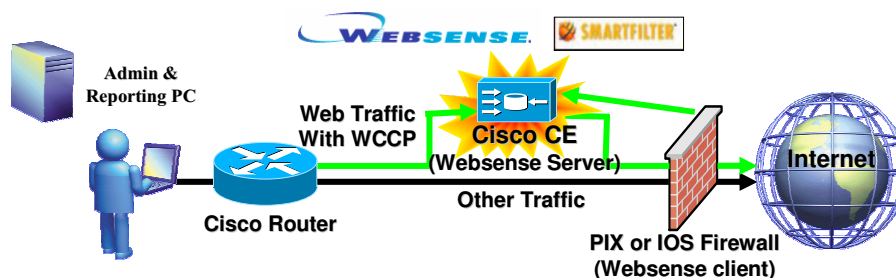 WEBSENSE.
SMARTFILTER
Admin &
Reporting PC
Web Traffic
With WCCP
Cisco CE
(Websense Server)
Internet
Cisco Router
Other Traffic
PIX or IOS Firewall
(Websense client)